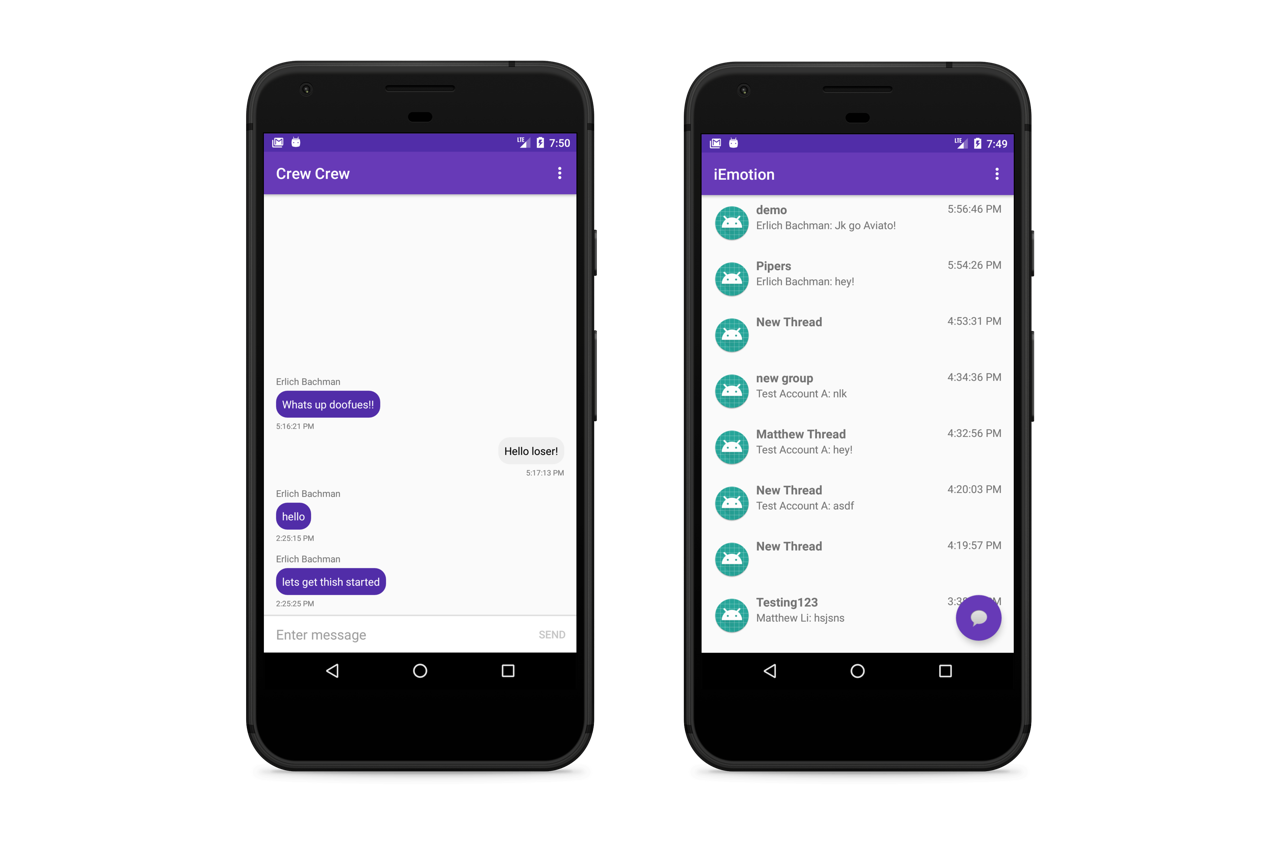 LTE 7:50
Crew Crew
Erlich Bachman
Whats up doofues!!
5:16:21 PM
Hello loser!
5:17:13 PM
Erlich Bachman
hello
2:25:15 PM
Erlich Bachman
lets get thish started
2:25:25 PM
Enter message SEND
LTE 7:49
iEmotion
demo 5:56:46 PM
Erlich Bachman: Jk go Aviato!
Pipers 5:54:26 PM
Erlich Bachman: hey!
New Thread 4:53:31 PM
new group 4:34:36 PM
Test Account A: nlk
Matthew Thread 4:32:56 PM
Test Account A: hey!
New Thread 4:20:03 PM
Test Account A: asdf
New Thread 4:19:57 PM
Testing123
Matthew Li: hsjsns